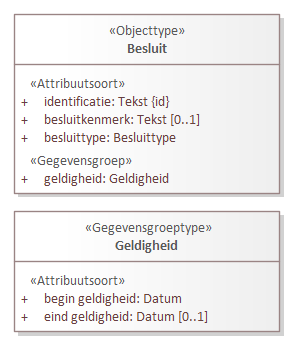 «Objecttype»
Besluit
«Attribuutsoort»
+ identificatie: Tekst {id}
+ besluitkenmerk: Tekst [0..1]
+ besluittype: Besluittype
«Gegevensgroep»
+ geldigheid: Geldigheid
«Gegevensgroeptype»
Geldigheid
«Attribuutsoort»
+ begin geldigheid: Datum
+ eind geldigheid: Datum [0..1]